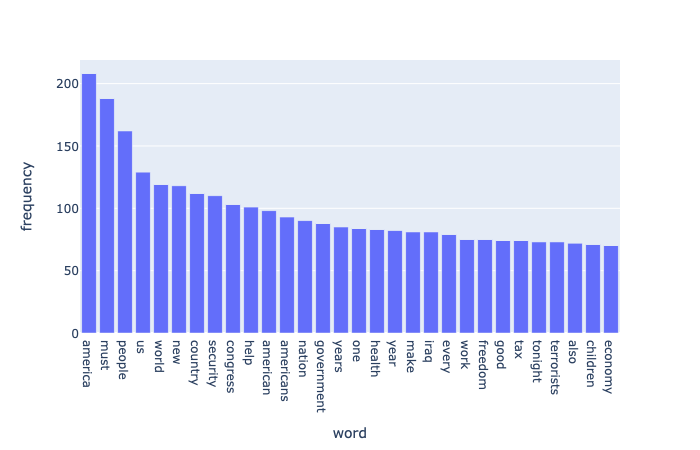 200
150
100
50
0
frequency
america
must
people
us
world
new
country
security
congress
help
american
americans
nation
government
years
one
health
year
make
iraq
every
work
freedom
good
tax
tonight
terrorists
also
children
economy
word